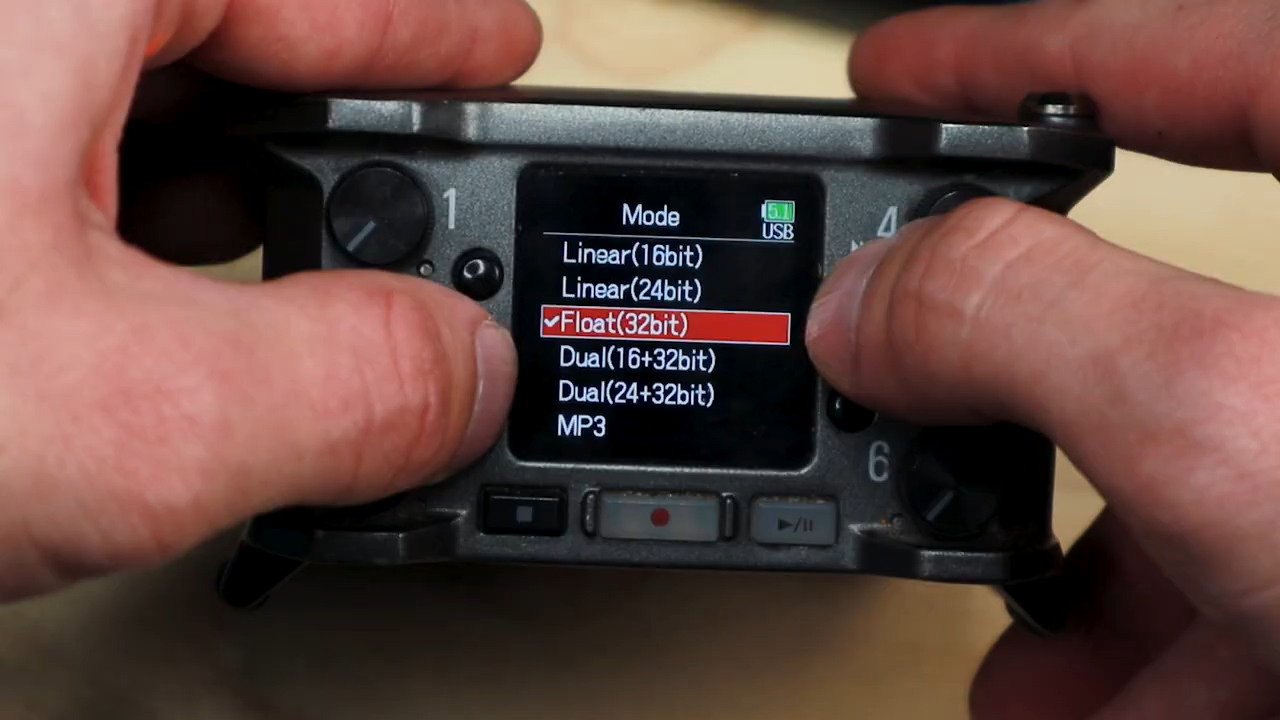 1
4
Mode
5.1
USB
Linear(16bit)
Linear(24bit)
✔Float(32bit)
Dual(16+32bit)
Dual(24+32bit)
MP3
6